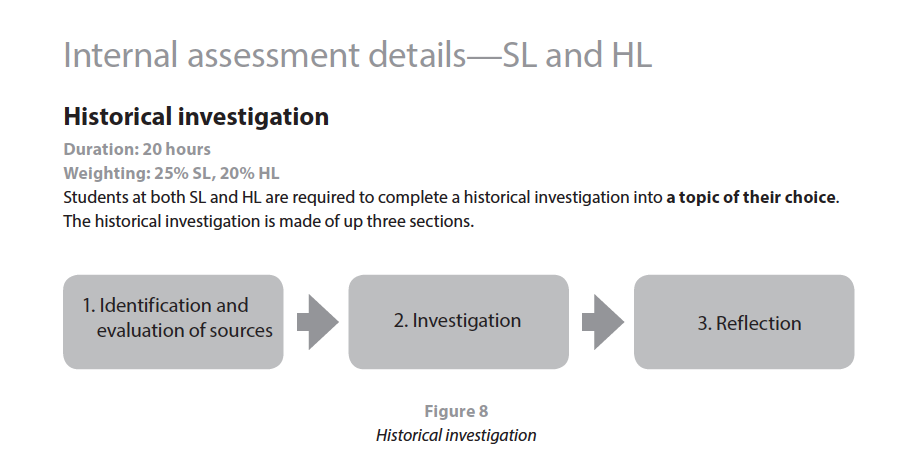 Internal assessment details—SL and HL
Historical investigation
Duration: 20 hours
Weighting: 25% SL, 20% HL
Students at both SL and HL are required to complete a historical investigation into a topic of their choice.
The historical investigation is made of up three sections.
1. Identification and
evaluation of sources
2. Investigation
3. Reflection
Figure 8
Historical investigation